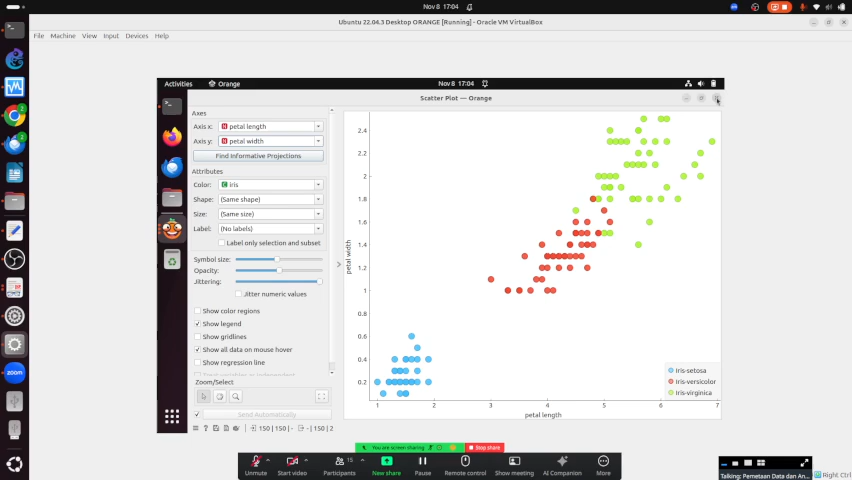 Nov 8 17:04
Ubuntu 22.04.3 Desktop ORANGE [Running] - Oracle VM VirtualBox
File Machine View Input Devices Help
Activities Orange Nov 8 17:04
Scatter Plot — Orange
Axes
Axis x: N petal length
Axis y: N petal width
Find Informative Projections
Attributes
Color: C iris
Shape: (Same shape)
Size: (Same size)
Label: (No labels)
Label only selection and subset
Symbol size:
Opacity:
Jittering:
Jitter numeric values
Show color regions
Show legend
Show gridlines
Show all data on mouse hover
Show regression line
Zoom/Select
Send Automatically
150 | 150 | - - | 150 | 2
petal width
2.4
2.2
2
1.8
1.6
1.4
1.2
1
0.8
0.6
0.4
0.2
1 2 3 4 5 6 7
petal length
Iris-setosa
Iris-versicolor
Iris-virginica
You are screen sharing Stop share
Unmute Start video Participants 15 New share Pause Remote control Show meeting AI Companion More
Talking: Pemetaan Data dan An...
Right Ctrl
zoom